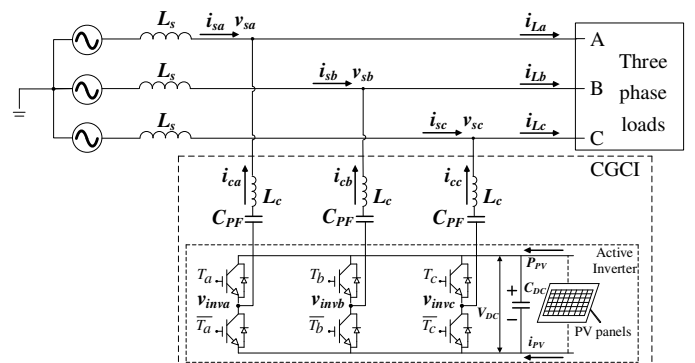 Ls isa vsa iLa A
Ls isb vsb iLb B
Ls isc vsc iLc C
Three
phase
loads
CGCI
ica Lc icb Lc icc Lc
CPF CPF CPF
Active
Inverter
Ta Tb Tc PPV
vinva vinvb vinvc VDC + CDC −
Ta Tb Tc
PV panels
iPV